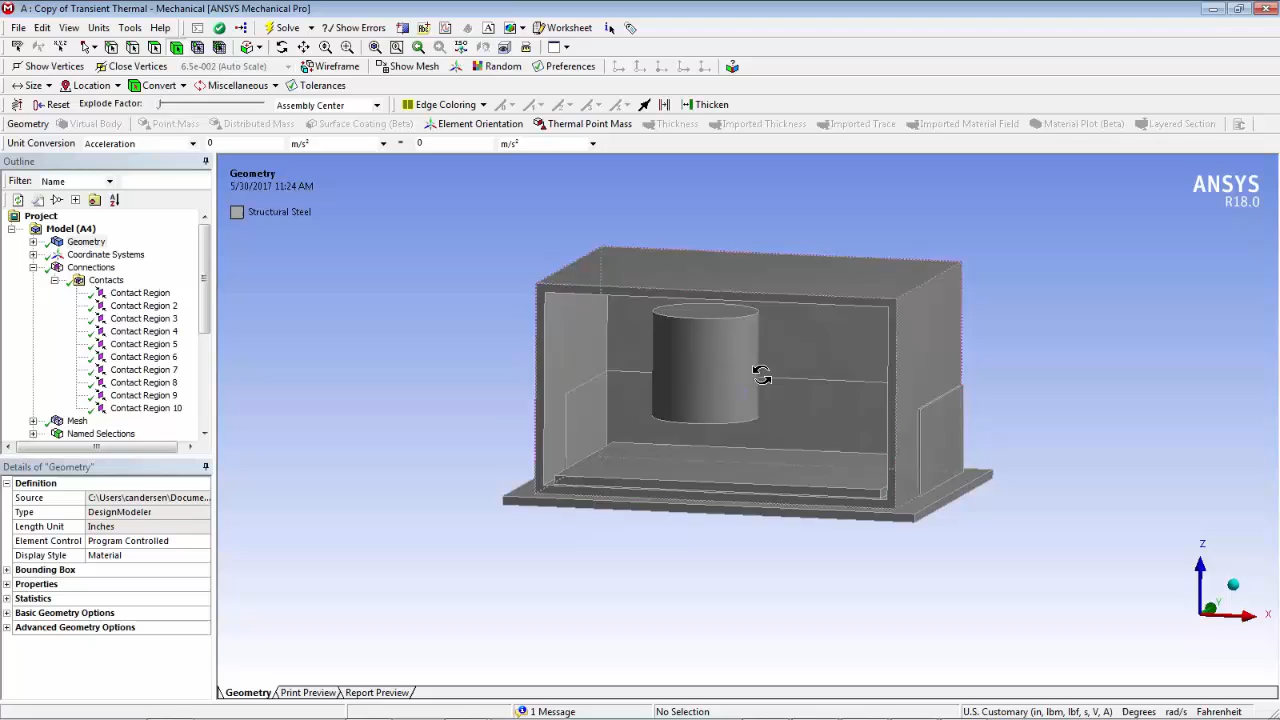 A : Copy of Transient Thermal - Mechanical [ANSYS Mechanical Pro]
File Edit View Units Tools Help Solve ?/ Show Errors Worksheet
Show Vertices Close Vertices 6.5e-002 (Auto Scale) Wireframe Show Mesh Random Preferences
Size Location Convert Miscellaneous Tolerances
Reset Explode Factor: Assembly Center Edge Coloring Thicken
Geometry Virtual Body Point Mass Distributed Mass Surface Coating (Beta) Element Orientation Thermal Point Mass Thickness Imported Thickness Imported Trace Imported Material Field Material Plot (Beta) Layered Section
Unit Conversion Acceleration 0 m/s² = 0 m/s²
Outline
Filter: Name
Project
Model (A4)
Geometry
Coordinate Systems
Connections
Contacts
Contact Region
Contact Region 2
Contact Region 3
Contact Region 4
Contact Region 5
Contact Region 6
Contact Region 7
Contact Region 8
Contact Region 9
Contact Region 10
Mesh
Named Selections
Details of "Geometry"
Definition
Source C:\Users\candersen\Docume...
Type DesignModeler
Length Unit Inches
Element Control Program Controlled
Display Style Material
Bounding Box
Properties
Statistics
Basic Geometry Options
Advanced Geometry Options
Geometry
5/30/2017 11:24 AM
Structural Steel
ANSYS
R18.0
Z
Y
X
Geometry Print Preview Report Preview
1 Message No Selection U.S. Customary (in, lbm, lbf, s, V, A) Degrees rad/s Fahrenheit